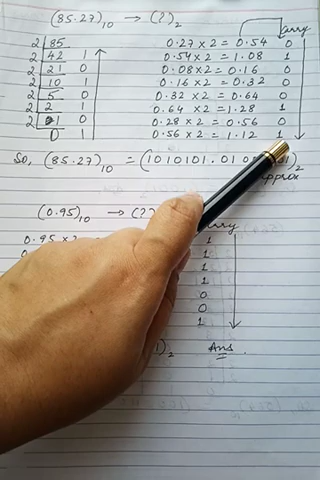 (85.27)₁₀ → (?)₂
Carry
2 | 85
2 | 42 1
2 | 21 0
2 | 10 1
2 | 5 0
2 | 2 1
2 | 1 0
0 1
0.27 × 2 = 0.54 0
0.54 × 2 = 1.08 1
0.08 × 2 = 0.16 0
0.16 × 2 = 0.32 0
0.32 × 2 = 0.64 0
0.64 × 2 = 1.28 1
0.28 × 2 = 0.56 0
0.56 × 2 = 1.12 1
So, (85.27)₁₀ = (1010101.01 01)₂
approx
(0.95)₁₀ → (?)
0.95 × 2
1
1
1
1
0
0
1
)₂ Ans.